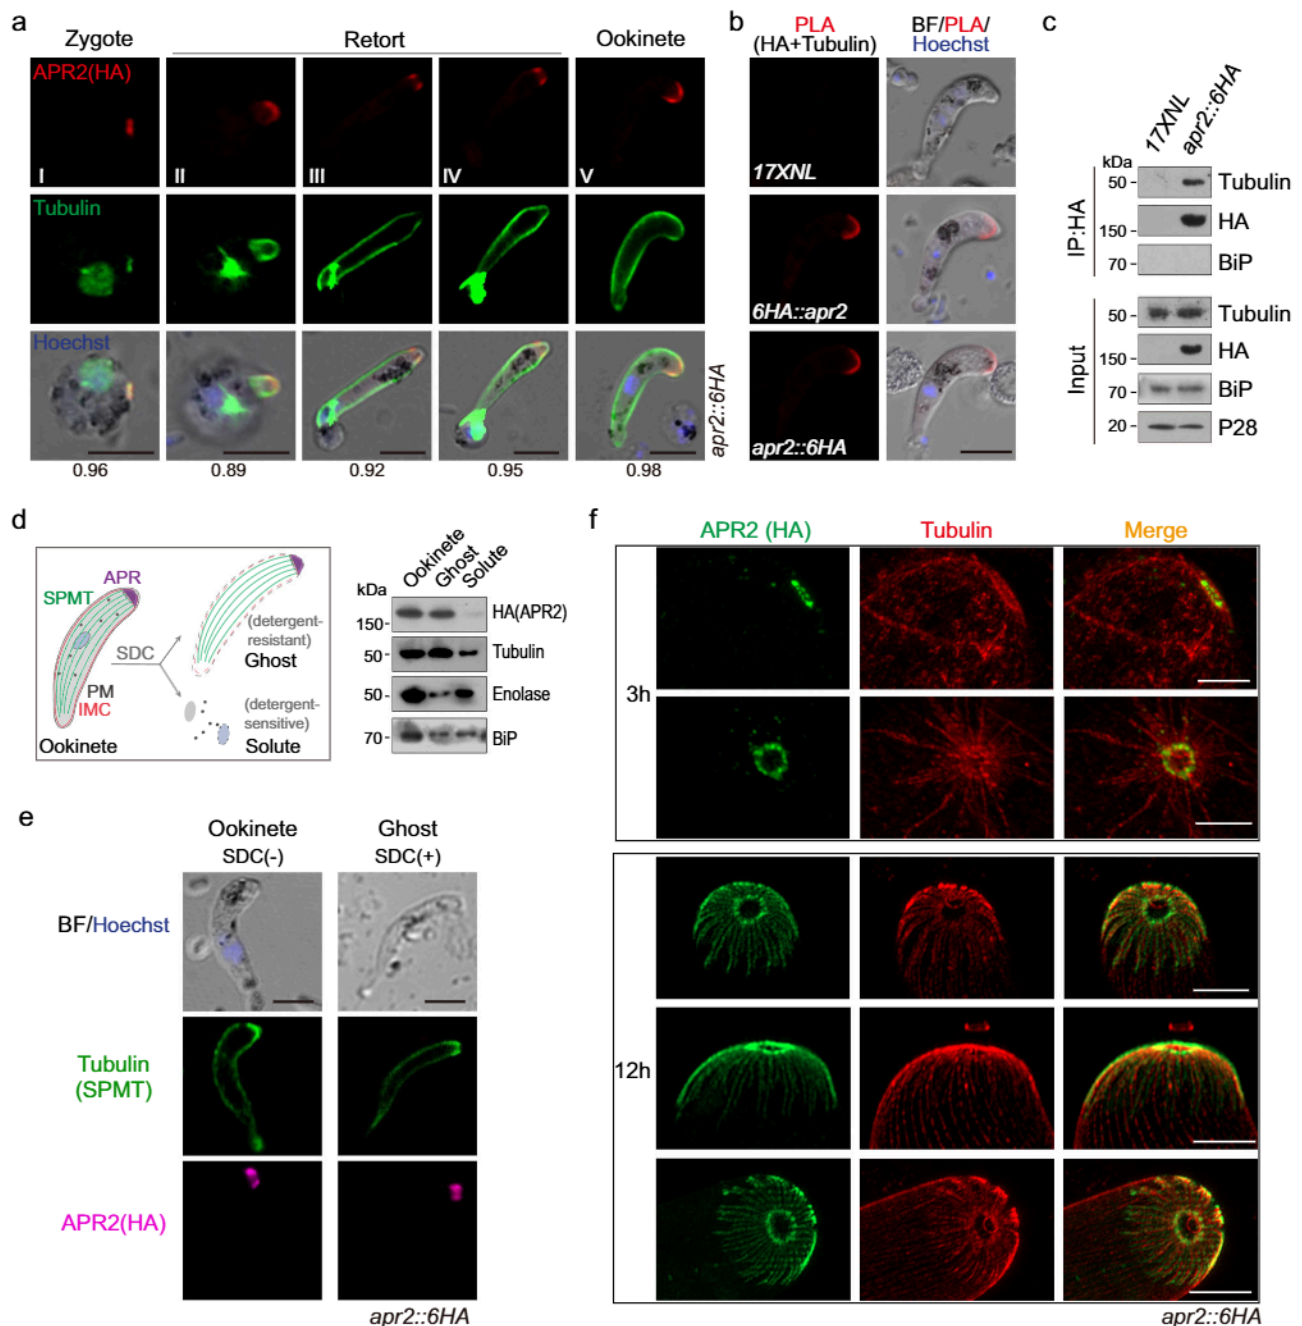 a
Zygote
Retort
Ookinete
APR2(HA)
I
II
III
IV
V
Tubulin
Hoechst
0.96
0.89
0.92
0.95
0.98
apr2::6HA
b
PLA
(HA+Tubulin)
BF/PLA/
Hoechst
17XNL
6HA::apr2
apr2::6HA
c
17XNL
apr2::6HA
kDa
IP:HA
50
Tubulin
150
HA
70
BiP
Input
50
Tubulin
150
HA
70
BiP
20
P28
d
APR
SPMT
SDC
PM
IMC
Ookinete
(detergent-
resistant)
Ghost
(detergent-
sensitive)
Solute
Ookinete
Ghost
Solute
kDa
150
HA(APR2)
50
Tubulin
50
Enolase
70
BiP
e
Ookinete
SDC(-)
Ghost
SDC(+)
BF/Hoechst
Tubulin
(SPMT)
APR2(HA)
apr2::6HA
f
APR2 (HA)
Tubulin
Merge
3h
12h
apr2::6HA